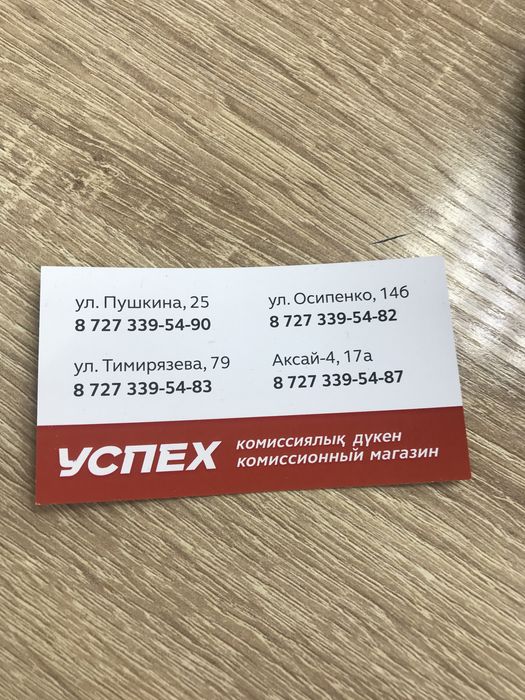 ул. Пушкина, 25
8 727 339-54-90
ул. Осипенко, 14б
8 727 339-54-82
ул. Тимирязева, 79
8 727 339-54-83
Аксай-4, 17а
8 727 339-54-87
УСПЕХ
комиссиялық дүкен
комиссионный магазин